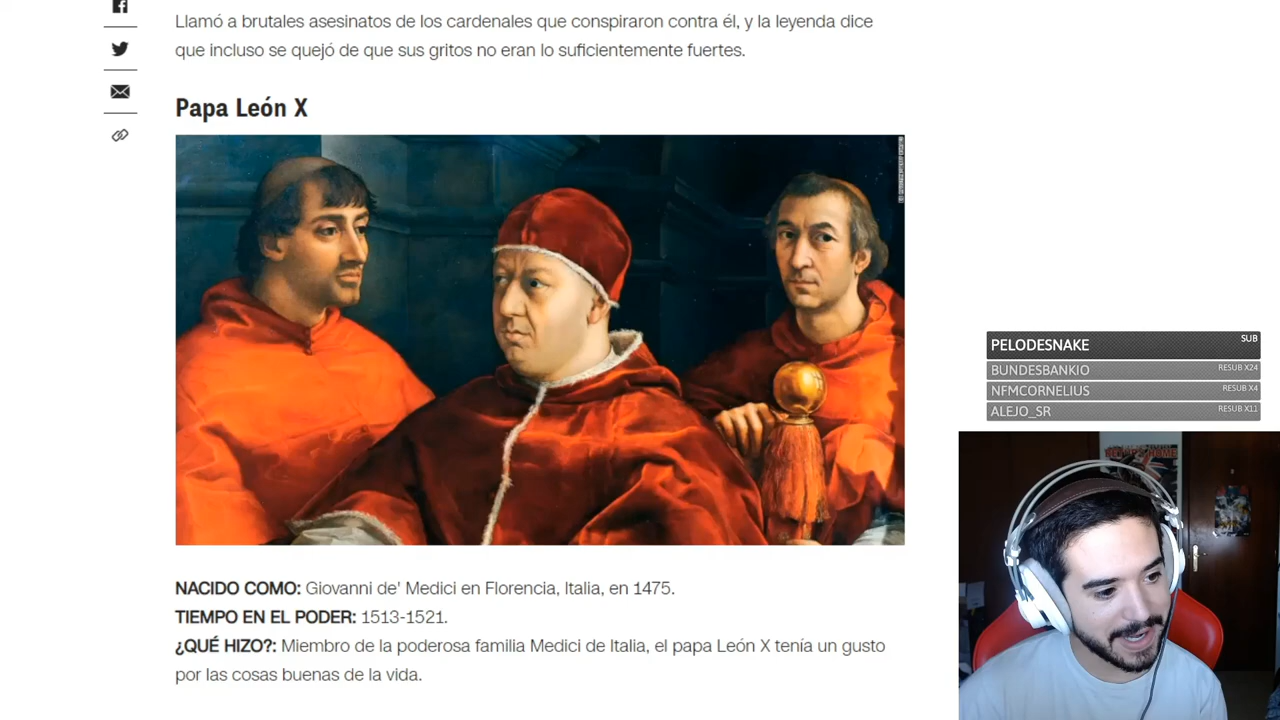 Llamó a brutales asesinatos de los cardenales que conspiraron contra él, y la leyenda dice
que incluso se quejó de que sus gritos no eran lo suficientemente fuertes.
Papa León X
PELODESNAKE SUB
BUNDESBANKIO RESUB X24
NFMCORNELIUS RESUB X4
ALEJO_SR RESUB X11
NACIDO COMO: Giovanni de' Medici en Florencia, Italia, en 1475.
TIEMPO EN EL PODER: 1513-1521.
¿QUÉ HIZO?: Miembro de la poderosa familia Medici de Italia, el papa León X tenía un gusto
por las cosas buenas de la vida.